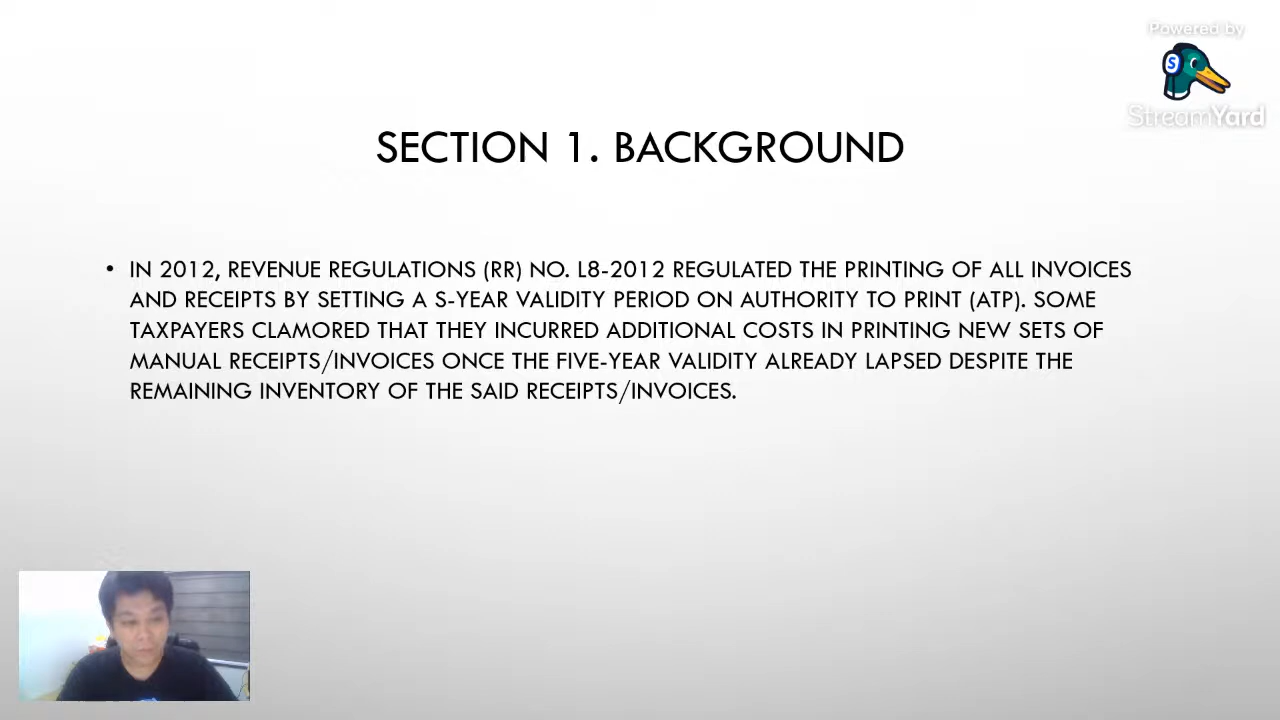 Powered by
S
StreamYard
SECTION 1. BACKGROUND
• IN 2012, REVENUE REGULATIONS (RR) NO. L8-2012 REGULATED THE PRINTING OF ALL INVOICES
AND RECEIPTS BY SETTING A S-YEAR VALIDITY PERIOD ON AUTHORITY TO PRINT (ATP). SOME
TAXPAYERS CLAMORED THAT THEY INCURRED ADDITIONAL COSTS IN PRINTING NEW SETS OF
MANUAL RECEIPTS/INVOICES ONCE THE FIVE-YEAR VALIDITY ALREADY LAPSED DESPITE THE
REMAINING INVENTORY OF THE SAID RECEIPTS/INVOICES.